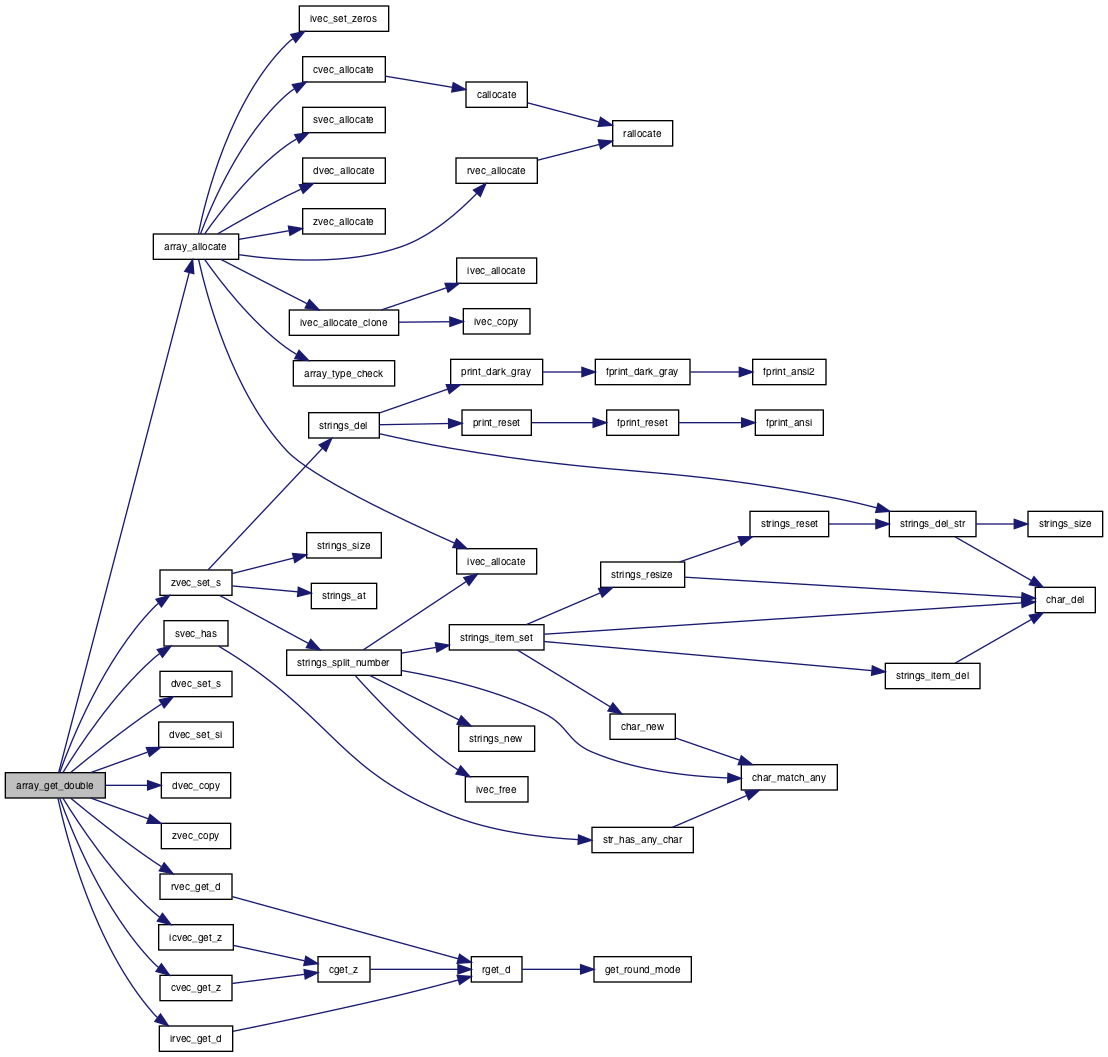 ivec_set_zeros
cvec_allocate
callocate
svec_allocate
rallocate
dvec_allocate
rvec_allocate
zvec_allocate
array_allocate
ivec_allocate
ivec_allocate_clone
ivec_copy
array_type_check
print_dark_gray
fprint_dark_gray
fprint_ansi2
strings_del
print_reset
fprint_reset
fprint_ansi
strings_reset
strings_del_str
strings_size
strings_size
ivec_allocate
zvec_set_s
strings_resize
strings_at
char_del
svec_has
strings_item_set
strings_split_number
strings_item_del
dvec_set_s
char_new
dvec_set_si
strings_new
char_match_any
array_get_double
dvec_copy
ivec_free
zvec_copy
str_has_any_char
rvec_get_d
icvec_get_z
cget_z
rget_d
get_round_mode
cvec_get_z
irvec_get_d